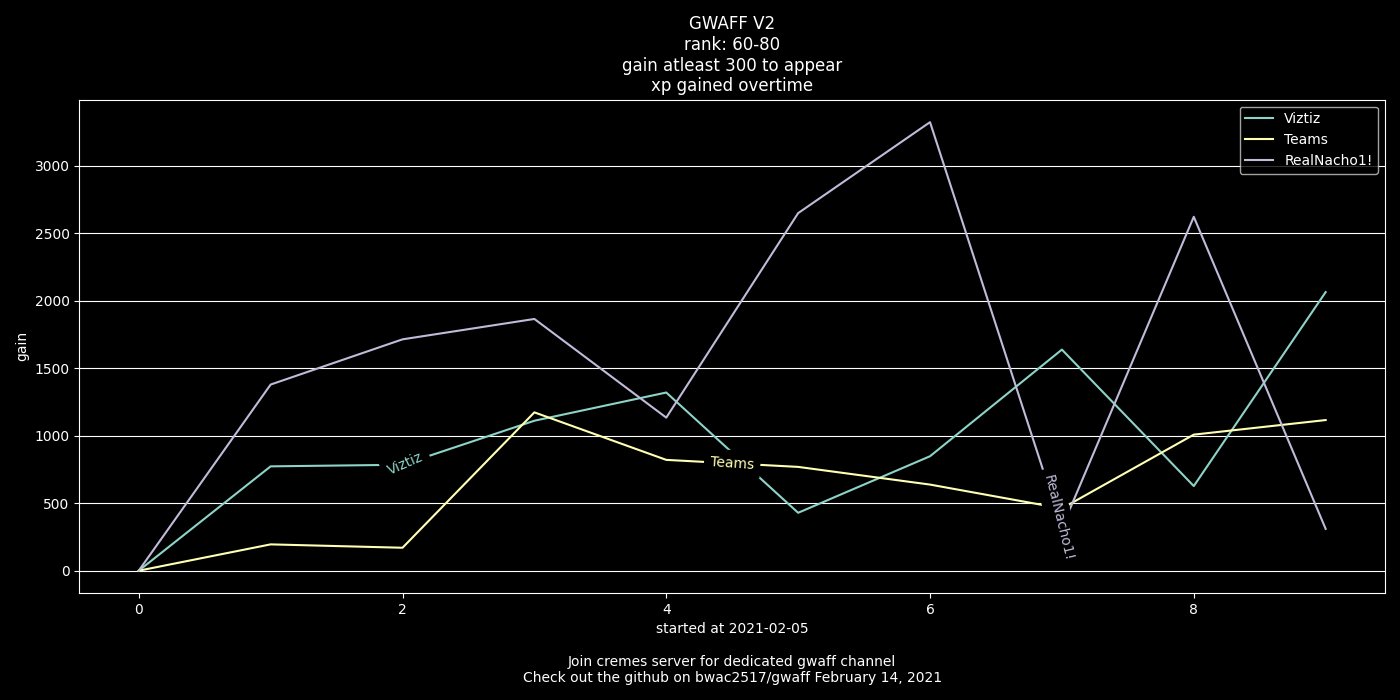 GWAFF V2
rank: 60-80
gain atleast 300 to appear
xp gained overtime
Viztiz
Teams
RealNacho1!
3000
2500
2000
1500
1000
500
0
gain
Viztiz
Teams
RealNacho1!
0 2 4 6 8
started at 2021-02-05
Join cremes server for dedicated gwaff channel
Check out the github on bwac2517/gwaff February 14, 2021